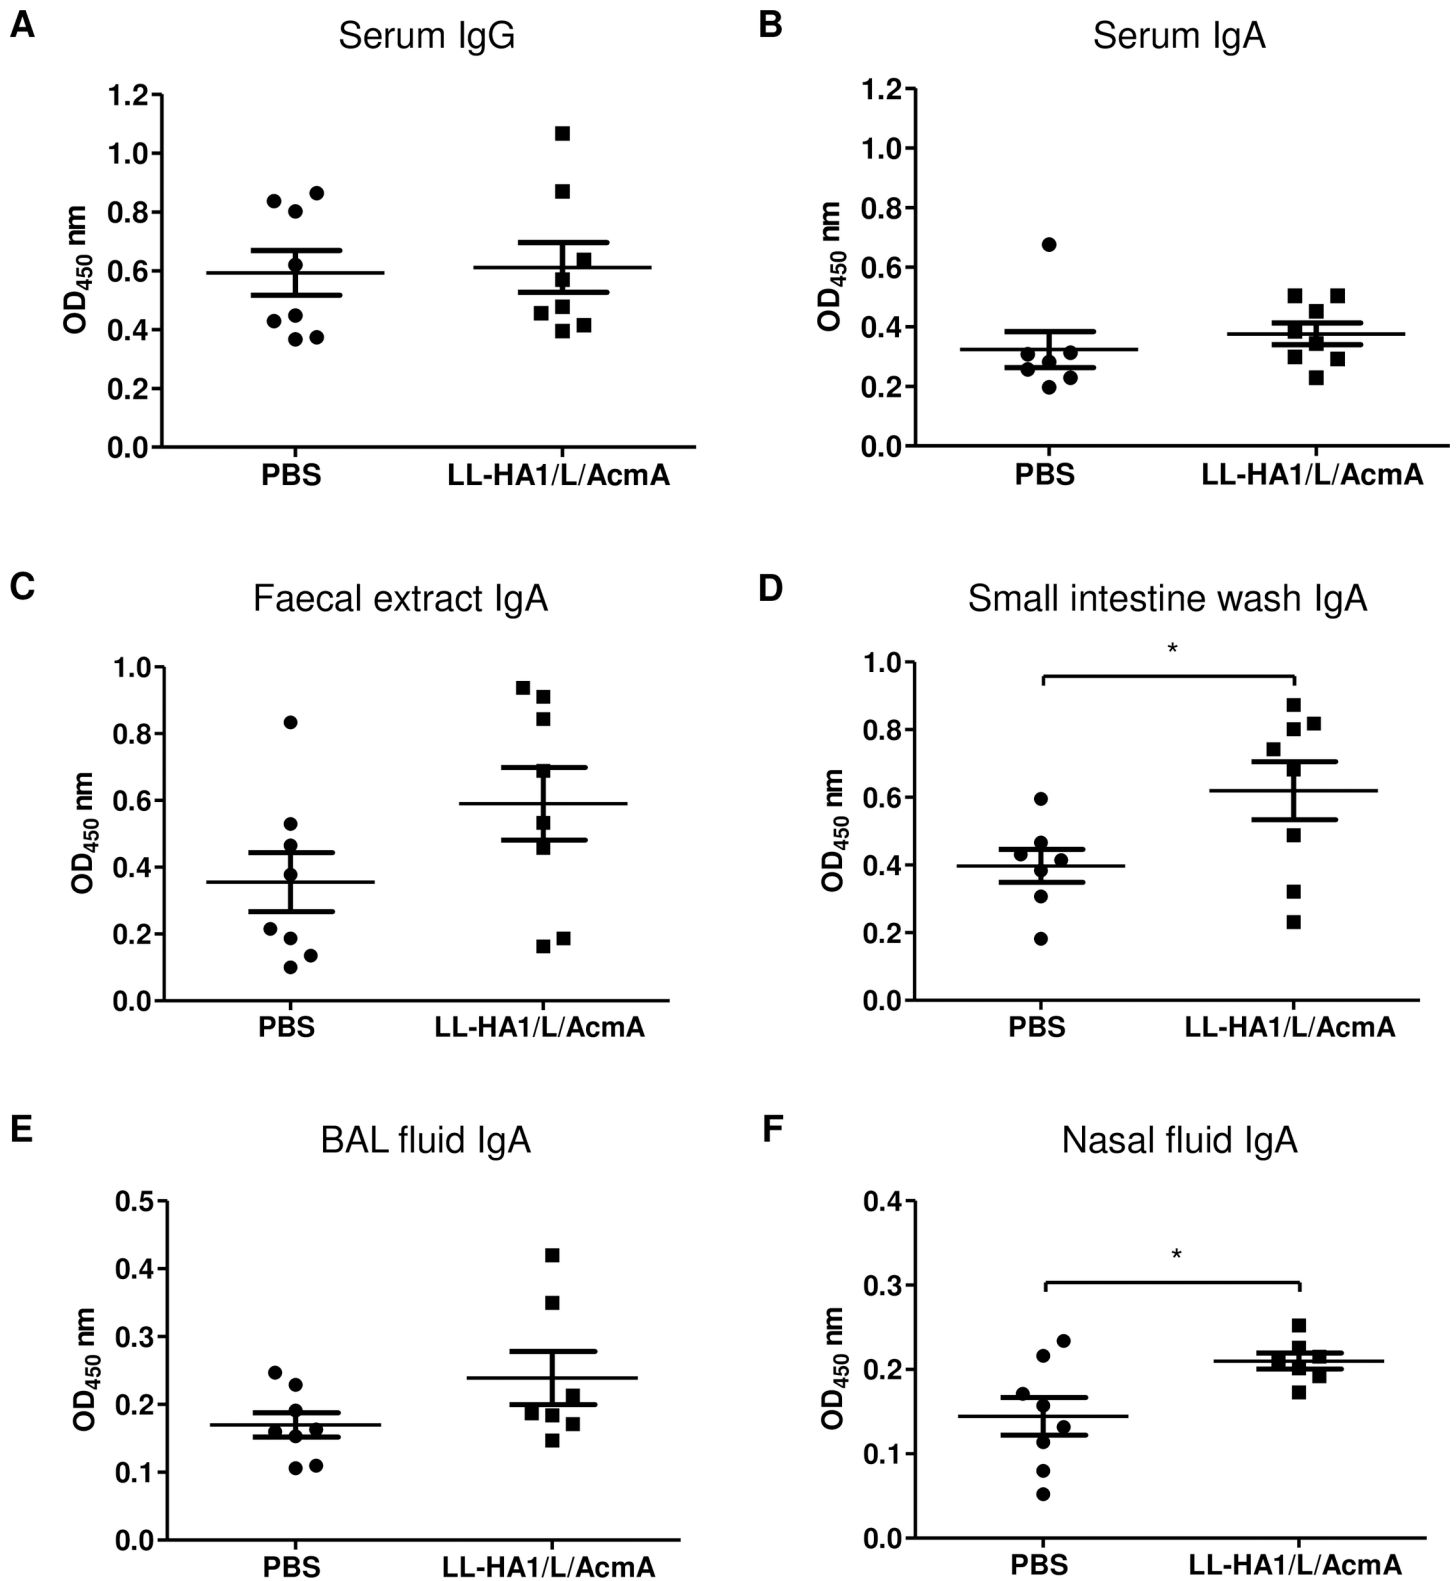 A
Serum IgG
1.2
1.0
0.8
0.6
0.4
0.2
0.0
OD450 nm
PBS
LL-HA1/L/AcmA
B
Serum IgA
1.2
1.0
0.8
0.6
0.4
0.2
0.0
OD450 nm
PBS
LL-HA1/L/AcmA
C
Faecal extract IgA
1.0
0.8
0.6
0.4
0.2
0.0
OD450 nm
PBS
LL-HA1/L/AcmA
D
Small intestine wash IgA
*
1.0
0.8
0.6
0.4
0.2
0.0
OD450 nm
PBS
LL-HA1/L/AcmA
E
BAL fluid IgA
0.5
0.4
0.3
0.2
0.1
0.0
OD450 nm
PBS
LL-HA1/L/AcmA
F
Nasal fluid IgA
*
0.4
0.3
0.2
0.1
0.0
OD450 nm
PBS
LL-HA1/L/AcmA